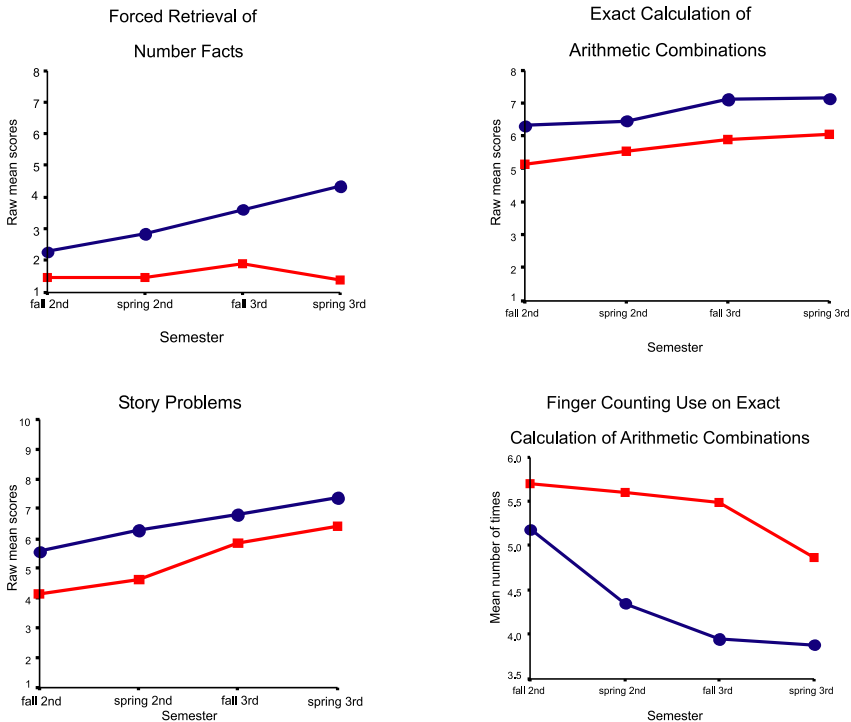 Forced Retrieval of
Number Facts
8
7
6
5
4
3
2
1
Raw mean scores
fall 2nd spring 2nd fall 3rd spring 3rd
Semester
Exact Calculation of
Arithmetic Combinations
8
7
6
5
4
3
2
1
Raw mean scores
fall 2nd spring 2nd fall 3rd spring 3rd
Semester
Story Problems
10
9
8
7
6
5
4
3
2
1
Raw mean scores
fall 2nd spring 2nd fall 3rd spring 3rd
Semester
Finger Counting Use on Exact
Calculation of Arithmetic Combinations
6.0
5.5
5.0
4.5
4.0
3.5
Mean number of times
fall 2nd spring 2nd fall 3rd spring 3rd
Semester